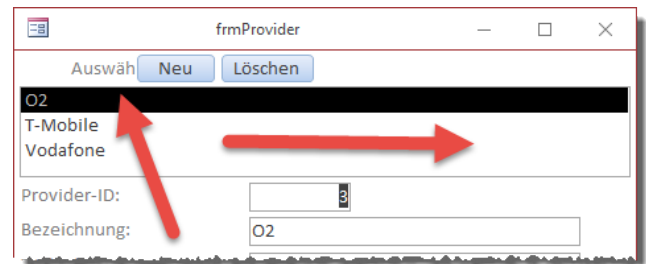 frmProvider
Auswäh Neu Löschen
O2
T-Mobile
Vodafone
Provider-ID: 3
Bezeichnung: O2